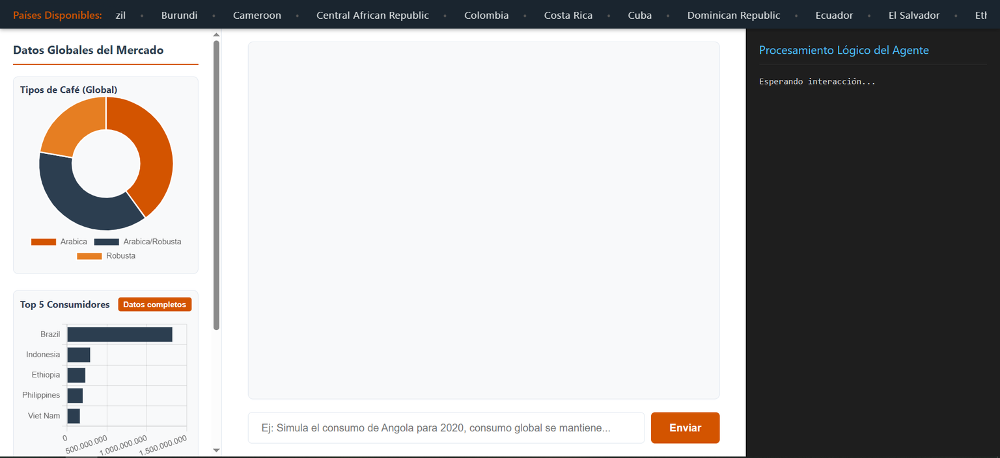 Países Disponibles: zil • Burundi • Cameroon • Central African Republic • Colombia • Costa Rica • Cuba • Dominican Republic • Ecuador • El Salvador • Eth
Datos Globales del Mercado
Tipos de Café (Global)
Arabica Arabica/Robusta
Robusta
Top 5 Consumidores Datos completos
Brazil
Indonesia
Ethiopia
Philippines
Viet Nam
0 500.000.000 1.000.000.000 1.500.000.000
Ej: Simula el consumo de Angola para 2020, consumo global se mantiene...
Enviar
Procesamiento Lógico del Agente
Esperando interacción...